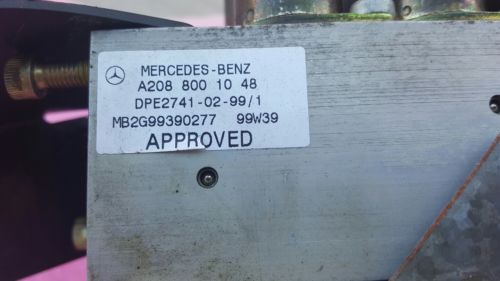 MERCEDES-BENZ
A208 800 10 48
DPE2741-02-99/1
MB2G99390277 99W39
APPROVED